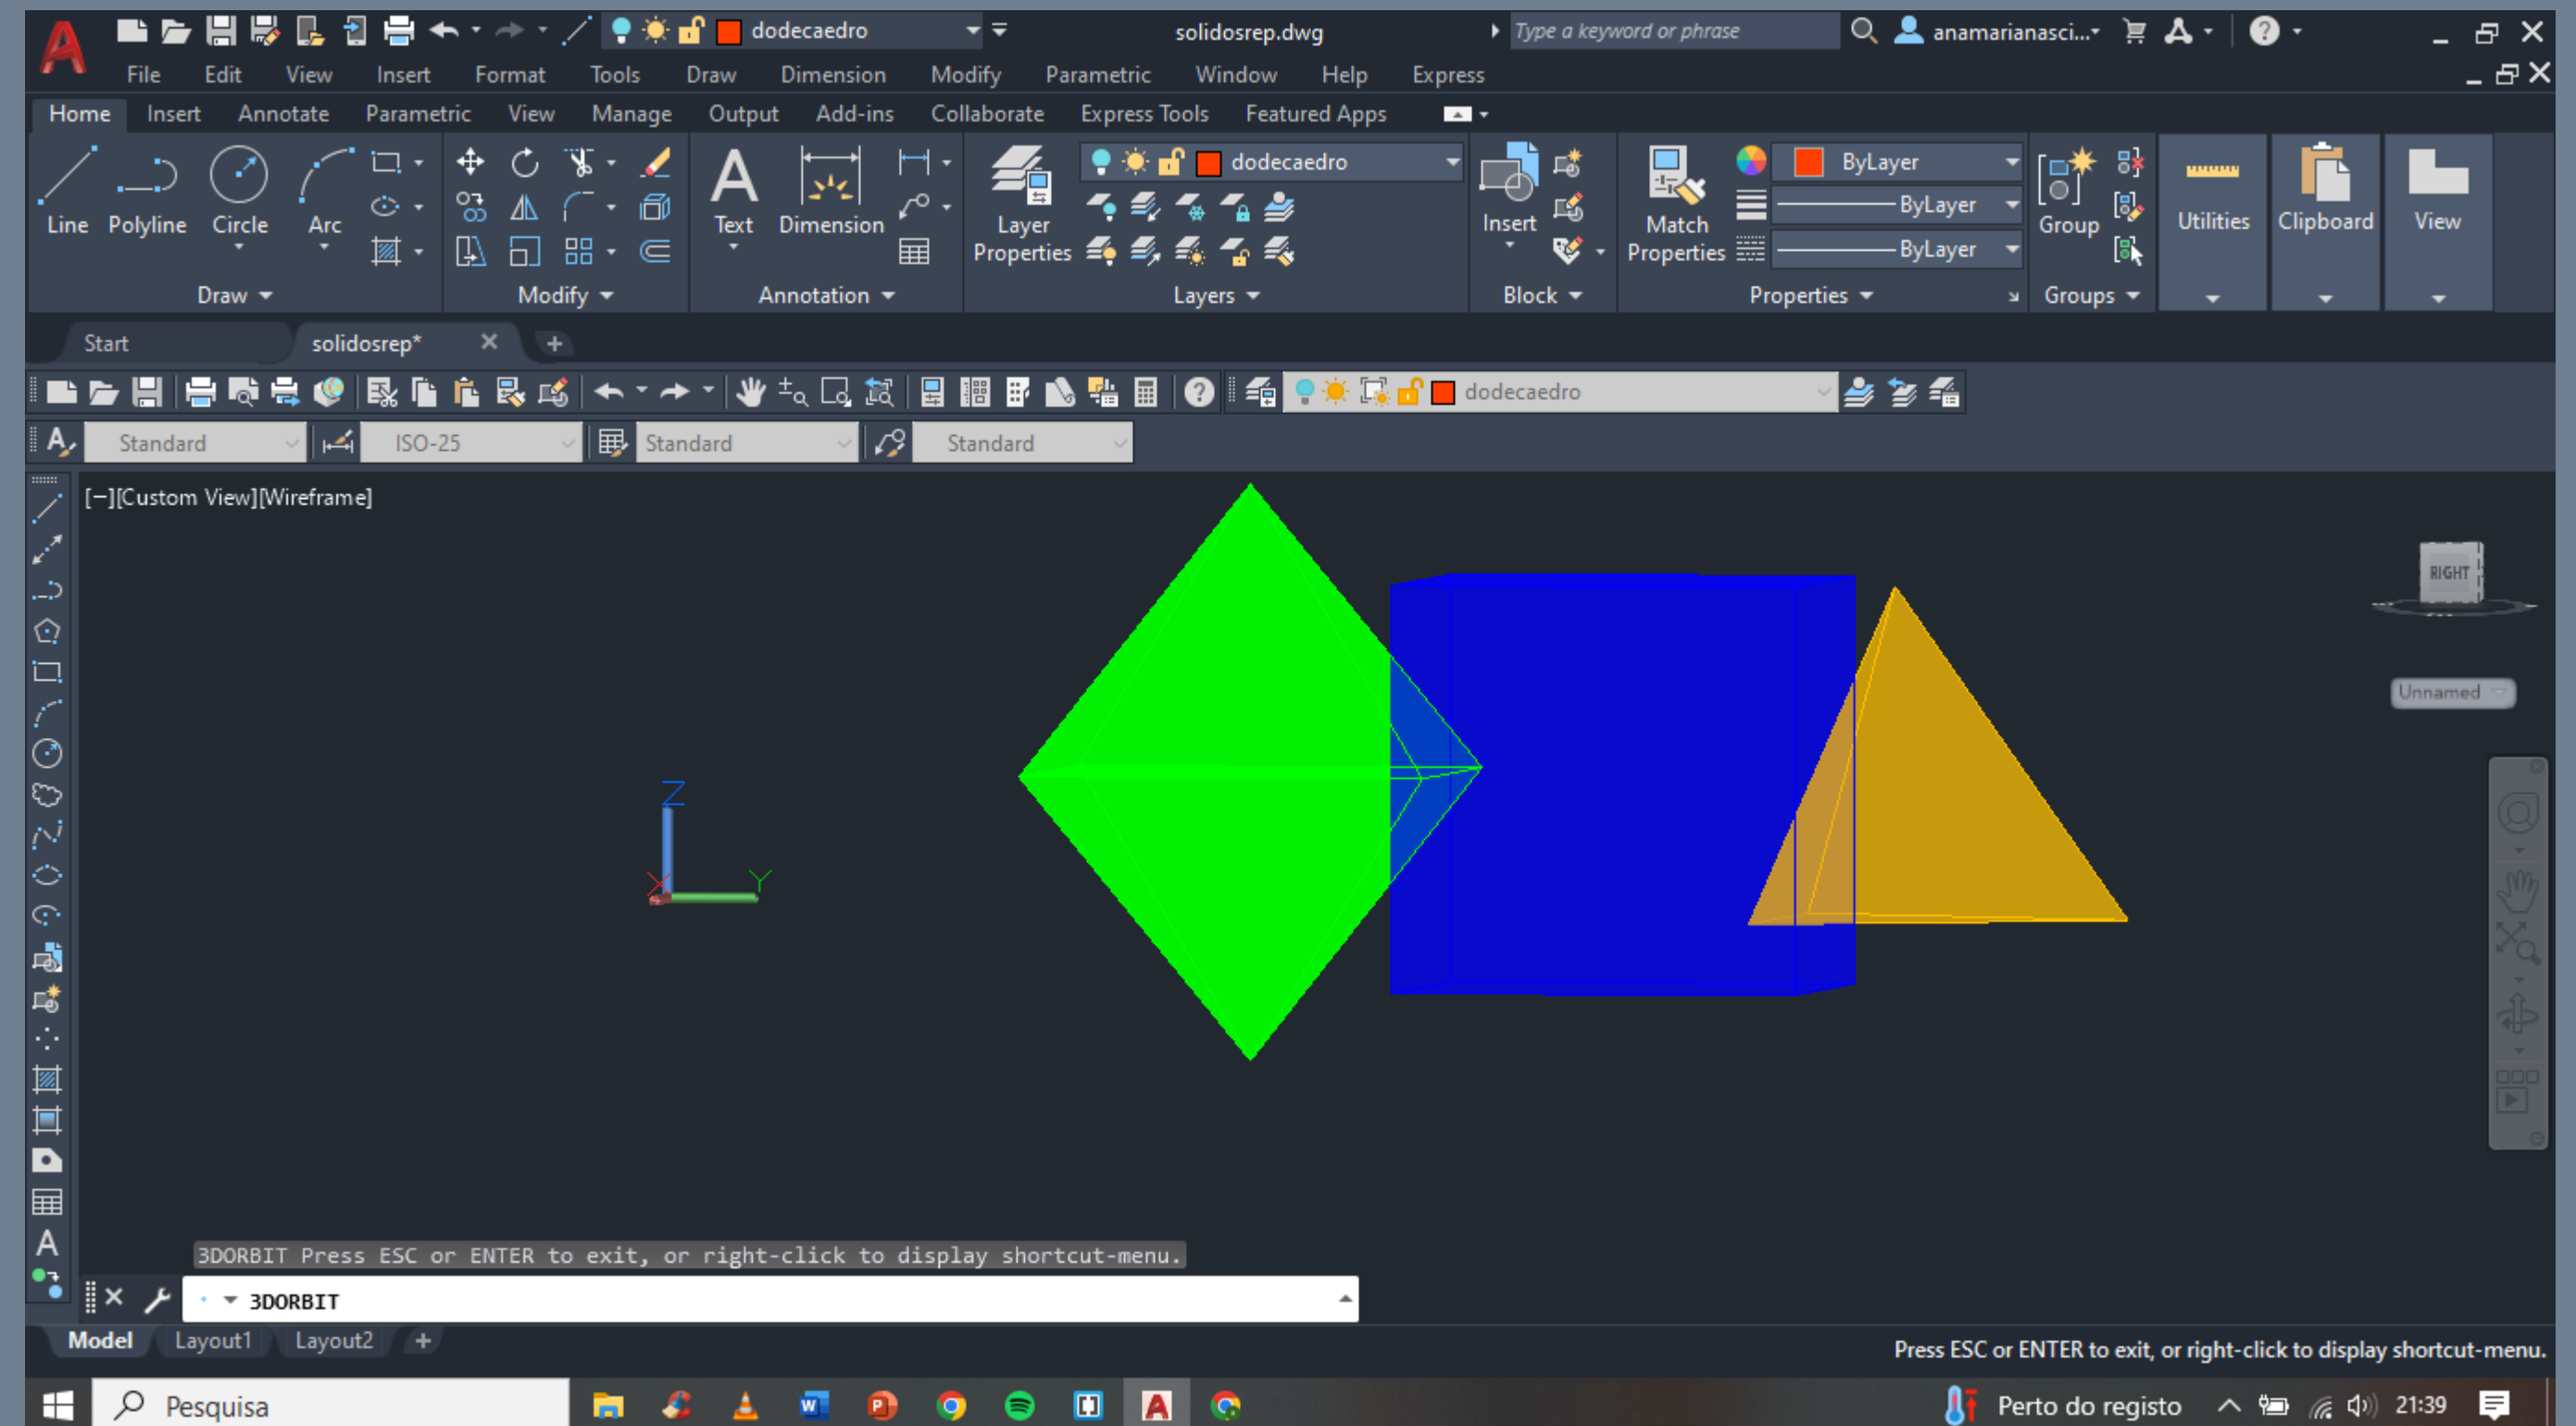 dodecaedro solidosrep.dwg Type a keyword or phrase anamarianasci...
File Edit View Insert Format Tools Draw Dimension Modify Parametric Window Help Express
Home Insert Annotate Parametric View Manage Output Add-ins Collaborate Express Tools Featured Apps
dodecaedro ByLayer
ByLayer
Line Polyline Circle Arc Text Dimension Layer Properties Insert Match Properties Group Utilities Clipboard View
ByLayer
Draw Modify Annotation Layers Block Properties Groups
Start solidosrep* +
dodecaedro
Standard ISO-25 Standard Standard
[−][Custom View][Wireframe]
RIGHT
Unnamed
Z
X Y
3DORBIT Press ESC or ENTER to exit, or right-click to display shortcut-menu.
3DORBIT
Model Layout1 Layout2 +
Press ESC or ENTER to exit, or right-click to display shortcut-menu.
Pesquisa Perto do registo 21:39